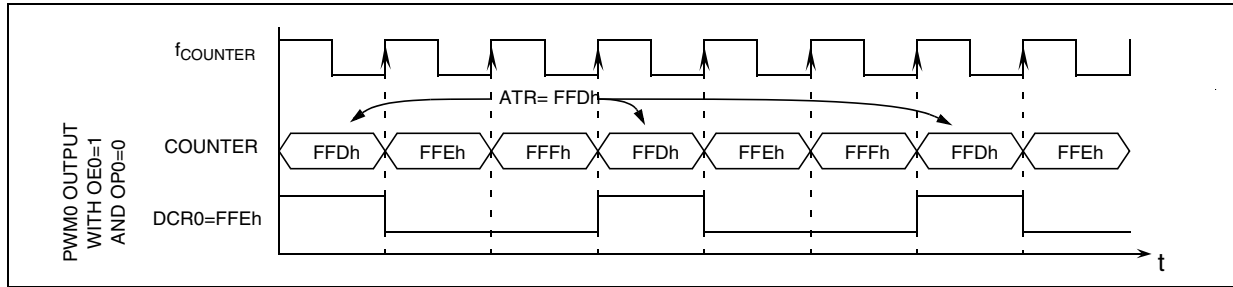 fCOUNTER
ATR= FFDh
COUNTER
FFDh FFEh FFFh FFDh FFEh FFFh FFDh FFEh
PWM0 OUTPUT
WITH OE0=1
AND OP0=0
DCR0=FFEh
t